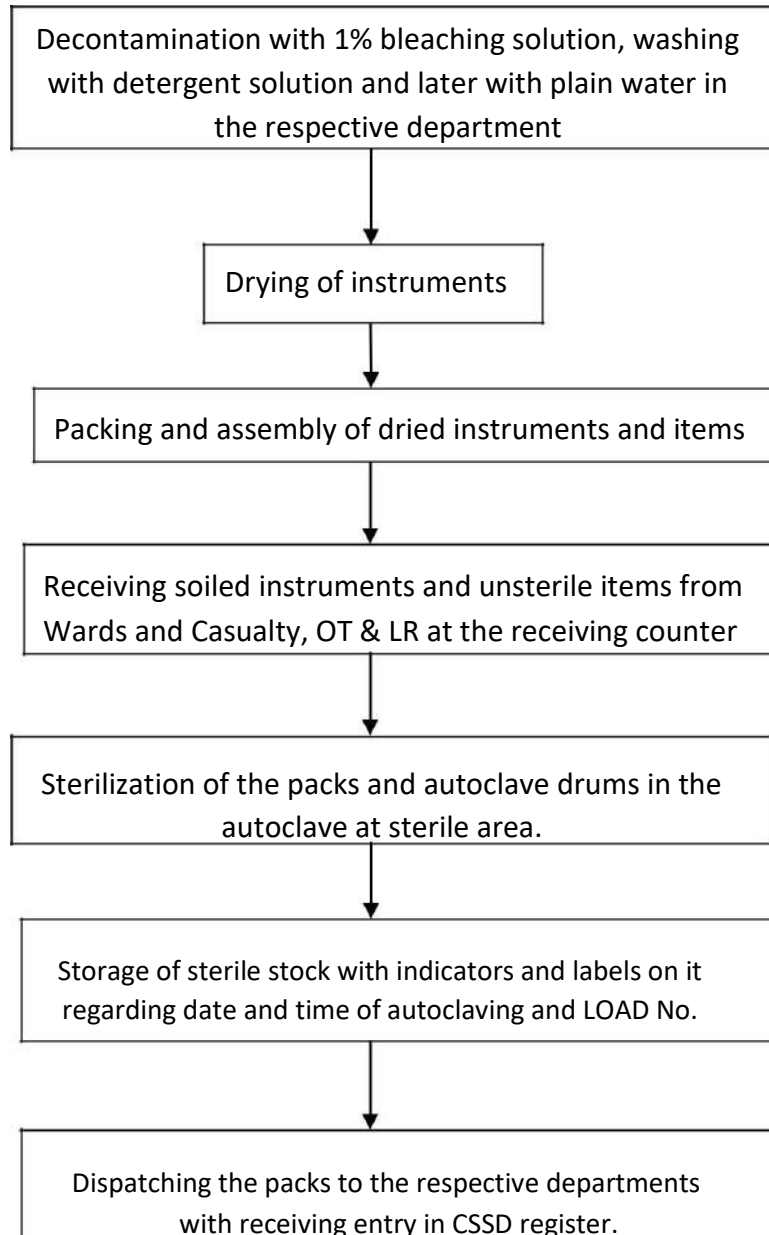 Decontamination with 1% bleaching solution, washing
with detergent solution and later with plain water in
the respective department
Drying of instruments
Packing and assembly of dried instruments and items
Receiving soiled instruments and unsterile items from
Wards and Casualty, OT & LR at the receiving counter
Sterilization of the packs and autoclave drums in the
autoclave at sterile area.
Storage of sterile stock with indicators and labels on it
regarding date and time of autoclaving and LOAD No.
Dispatching the packs to the respective departments
with receiving entry in CSSD register.